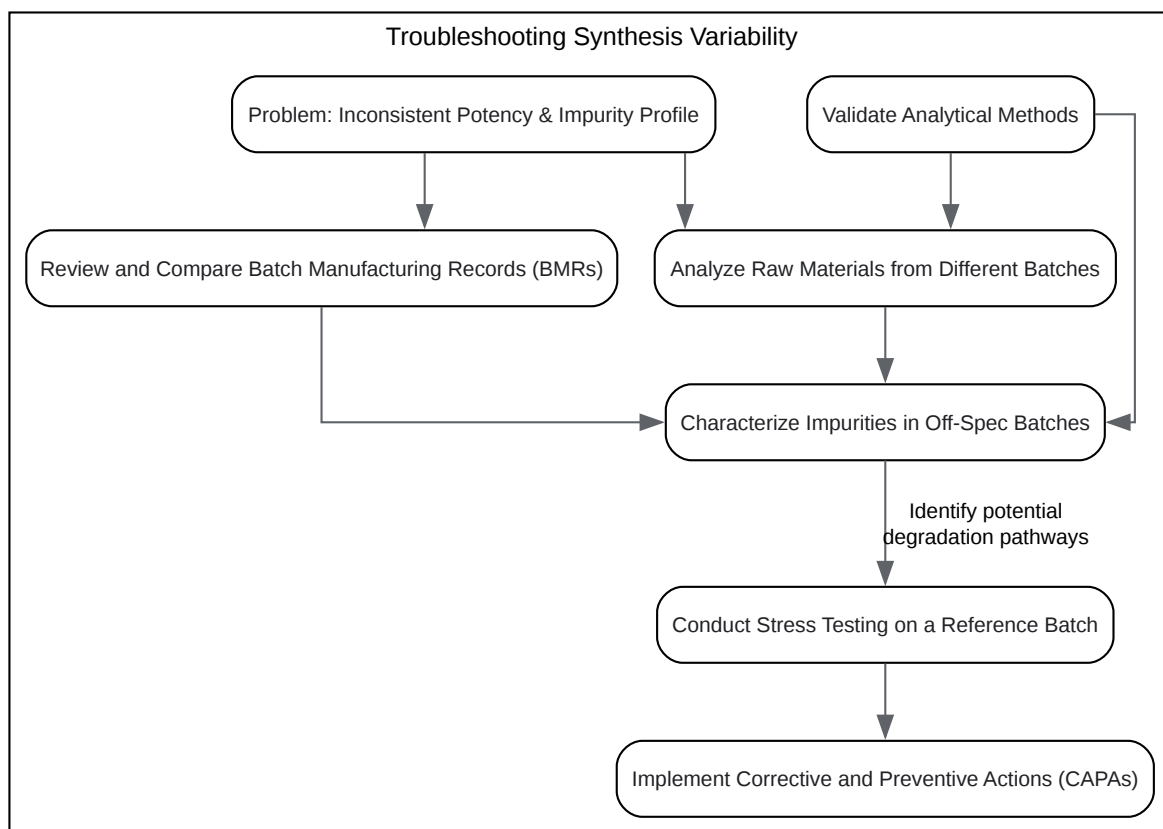 Troubleshooting Synthesis Variability
Problem: Inconsistent Potency & Impurity Profile
Validate Analytical Methods
Review and Compare Batch Manufacturing Records (BMRs)
Analyze Raw Materials from Different Batches
Characterize Impurities in Off-Spec Batches
Identify potential
degradation pathways
Conduct Stress Testing on a Reference Batch
Implement Corrective and Preventive Actions (CAPAs)